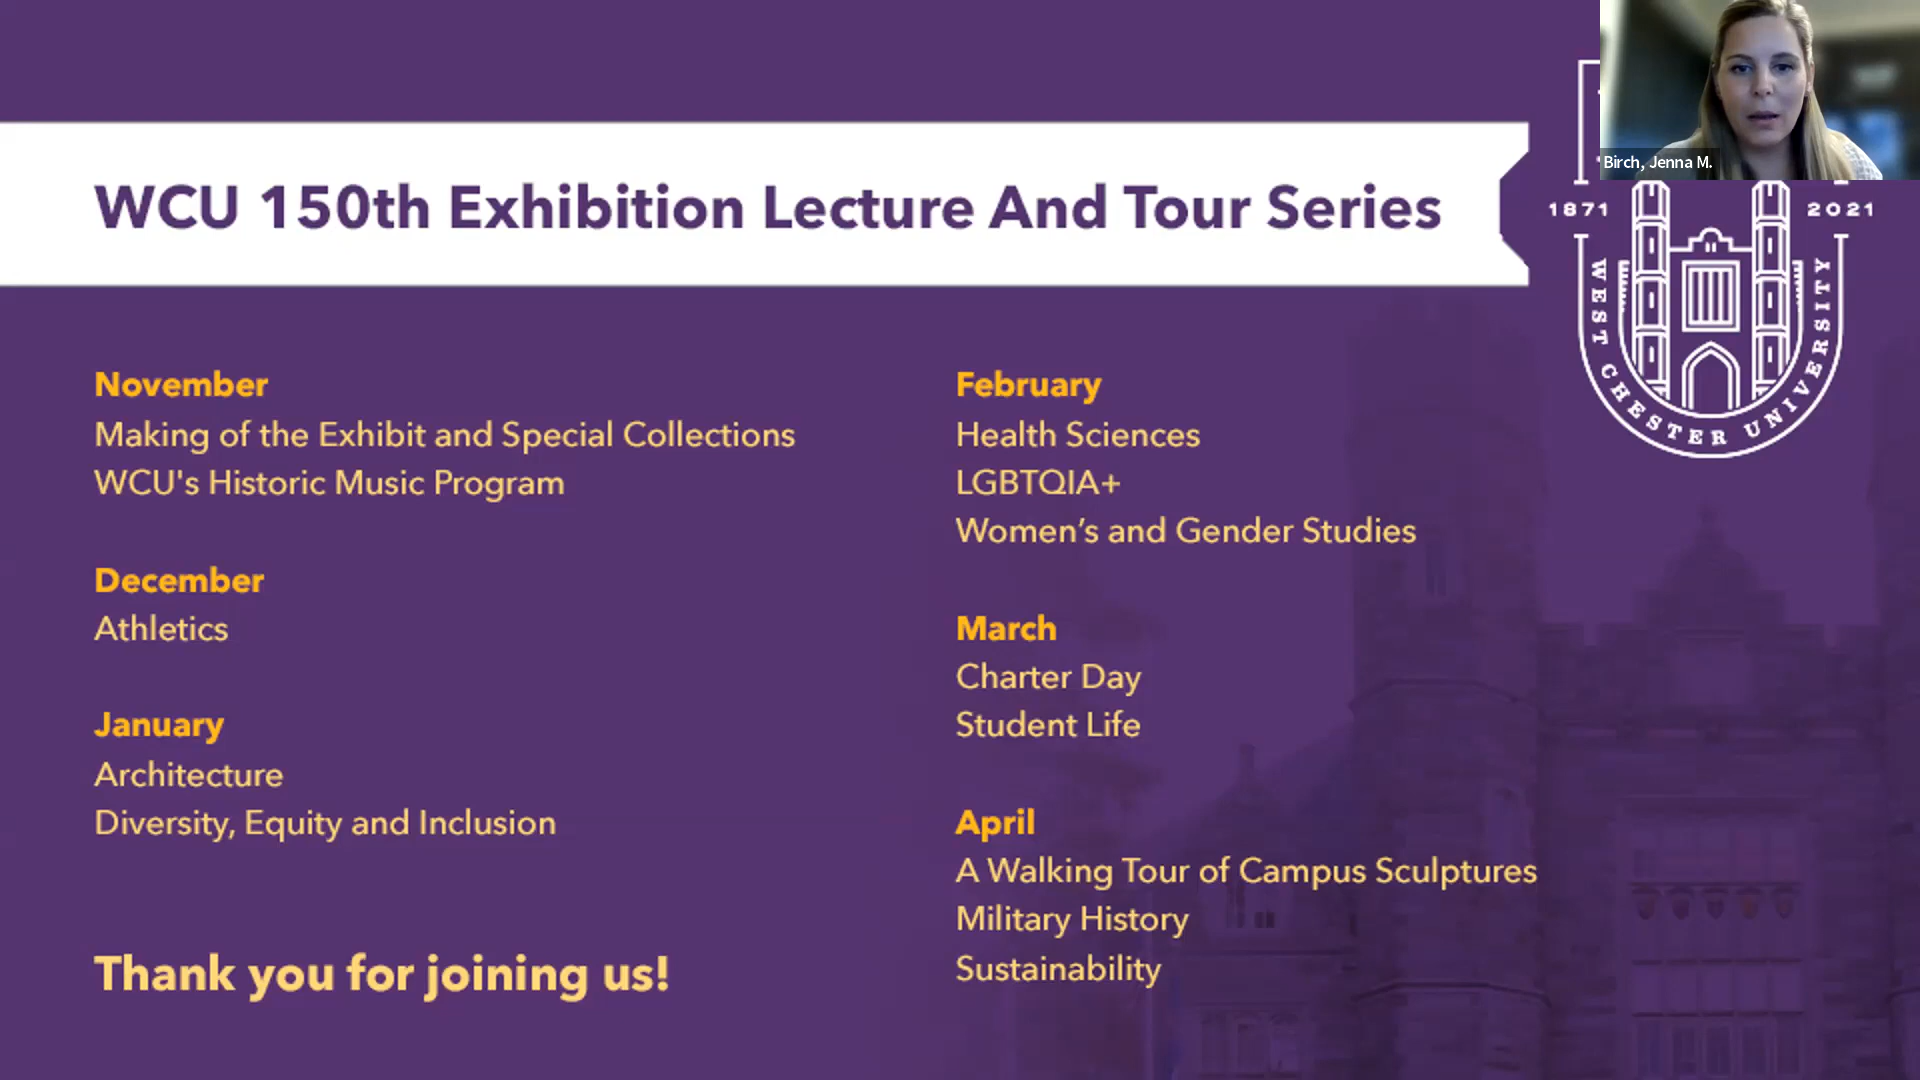 WCU 150th Exhibition Lecture And Tour Series
Birch, Jenna M.
1871
2021
WEST CHESTER UNIVERSITY
November
Making of the Exhibit and Special Collections
WCU's Historic Music Program
December
Athletics
January
Architecture
Diversity, Equity and Inclusion
Thank you for joining us!
February
Health Sciences
LGBTQIA+
Women’s and Gender Studies
March
Charter Day
Student Life
April
A Walking Tour of Campus Sculptures
Military History
Sustainability